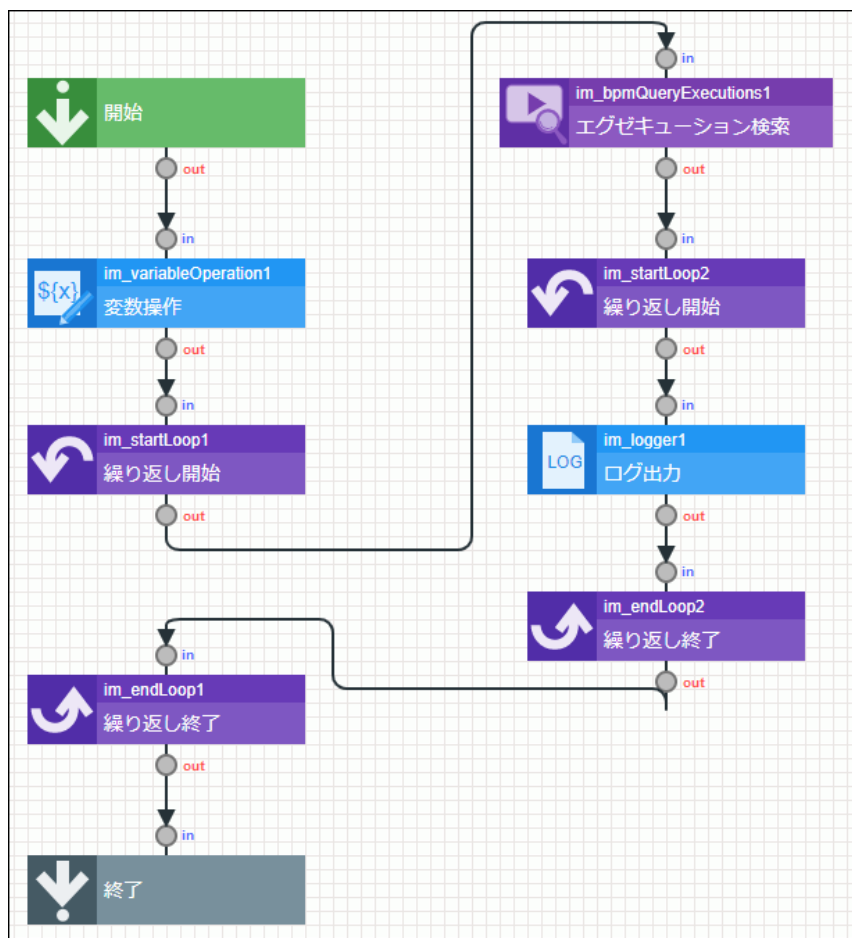 開始
out
in
im_variableOperation1
${x}
変数操作
out
in
im_startLoop1
繰り返し開始
out
in
im_bpmQueryExecutions1
エグゼキューション検索
out
in
im_startLoop2
繰り返し開始
out
in
im_logger1
LOG
ログ出力
out
in
im_endLoop2
繰り返し終了
out
in
im_endLoop1
繰り返し終了
out
in
終了